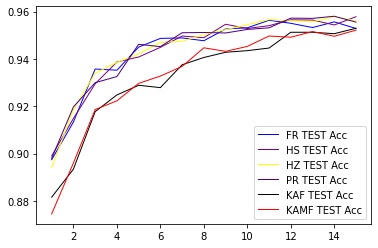 0.96
0.94
0.92
0.90
0.88
2 4 6 8 10 12 14
FR TEST Acc
HS TEST Acc
HZ TEST Acc
PR TEST Acc
KAF TEST Acc
KAMF TEST Acc